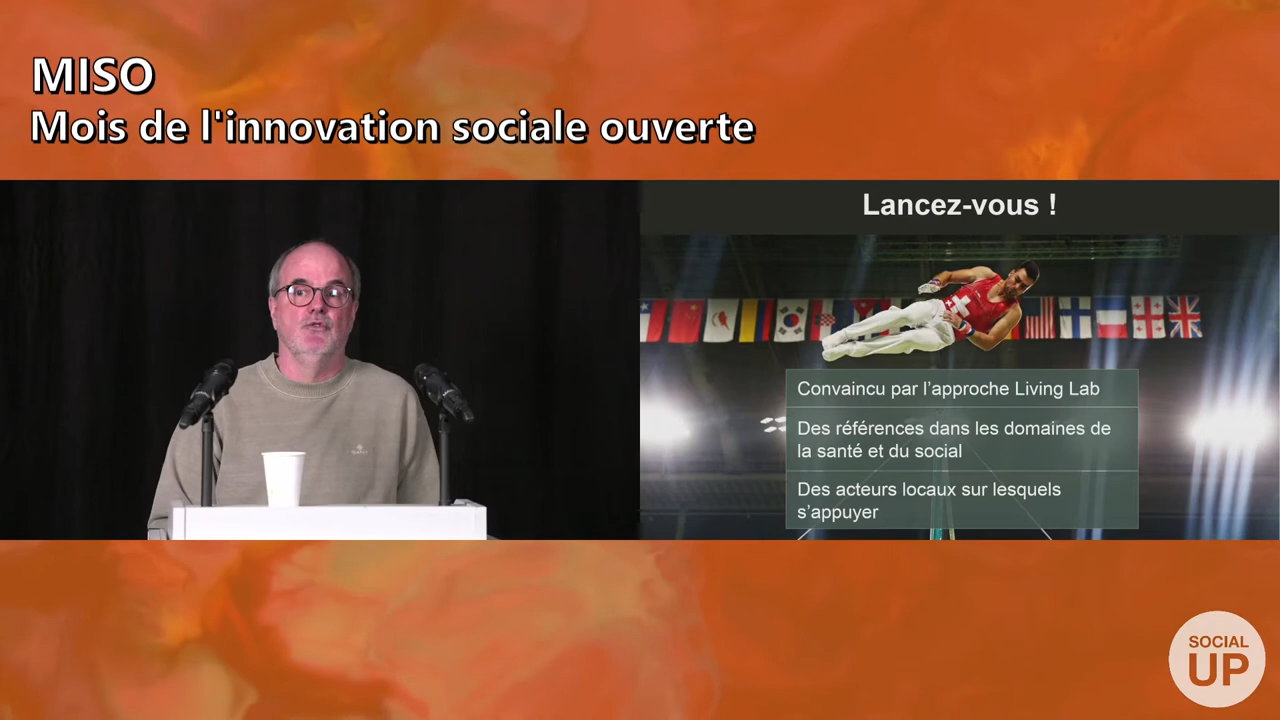 MISO
Mois de l'innovation sociale ouverte
Lancez-vous !
Convaincu par l'approche Living Lab
Des références dans les domaines de
la santé et du social
Des acteurs locaux sur lesquels
s'appuyer
SOCIAL
UP